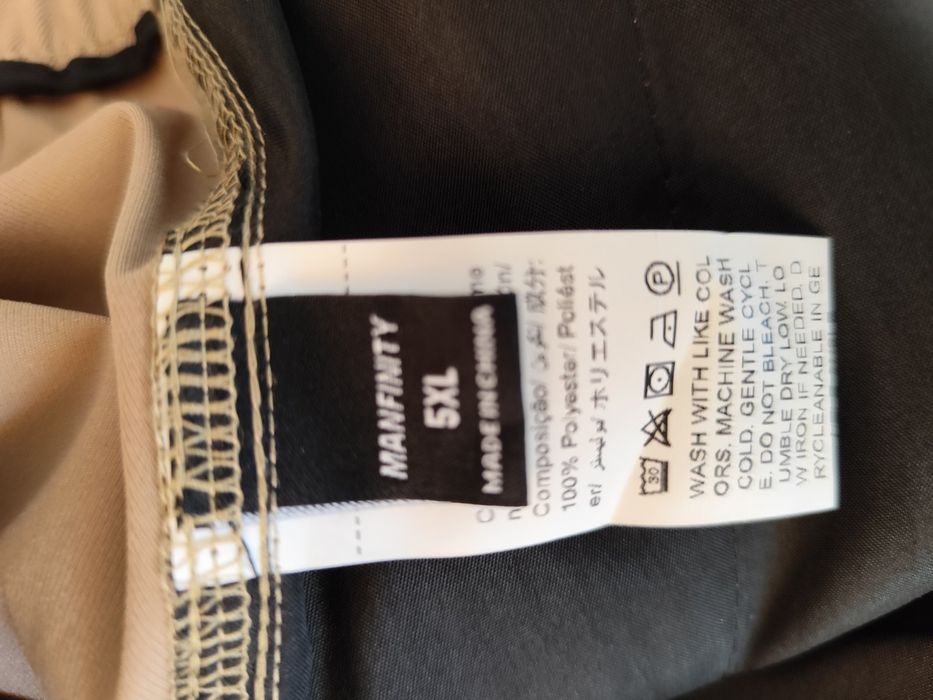 MANFINITY
5XL
MADE IN CHINA
Composição/
成分:
100% Polyester/ Poliést
er/ بوليستر ポリエステル
30
P
WASH WITH LIKE COL
ORS. MACHINE WASH
COLD. GENTLE CYCL
E. DO NOT BLEACH. T
UMBLE DRY LOW. LO
W IRON IF NEEDED. D
RYCLEANABLE IN GE